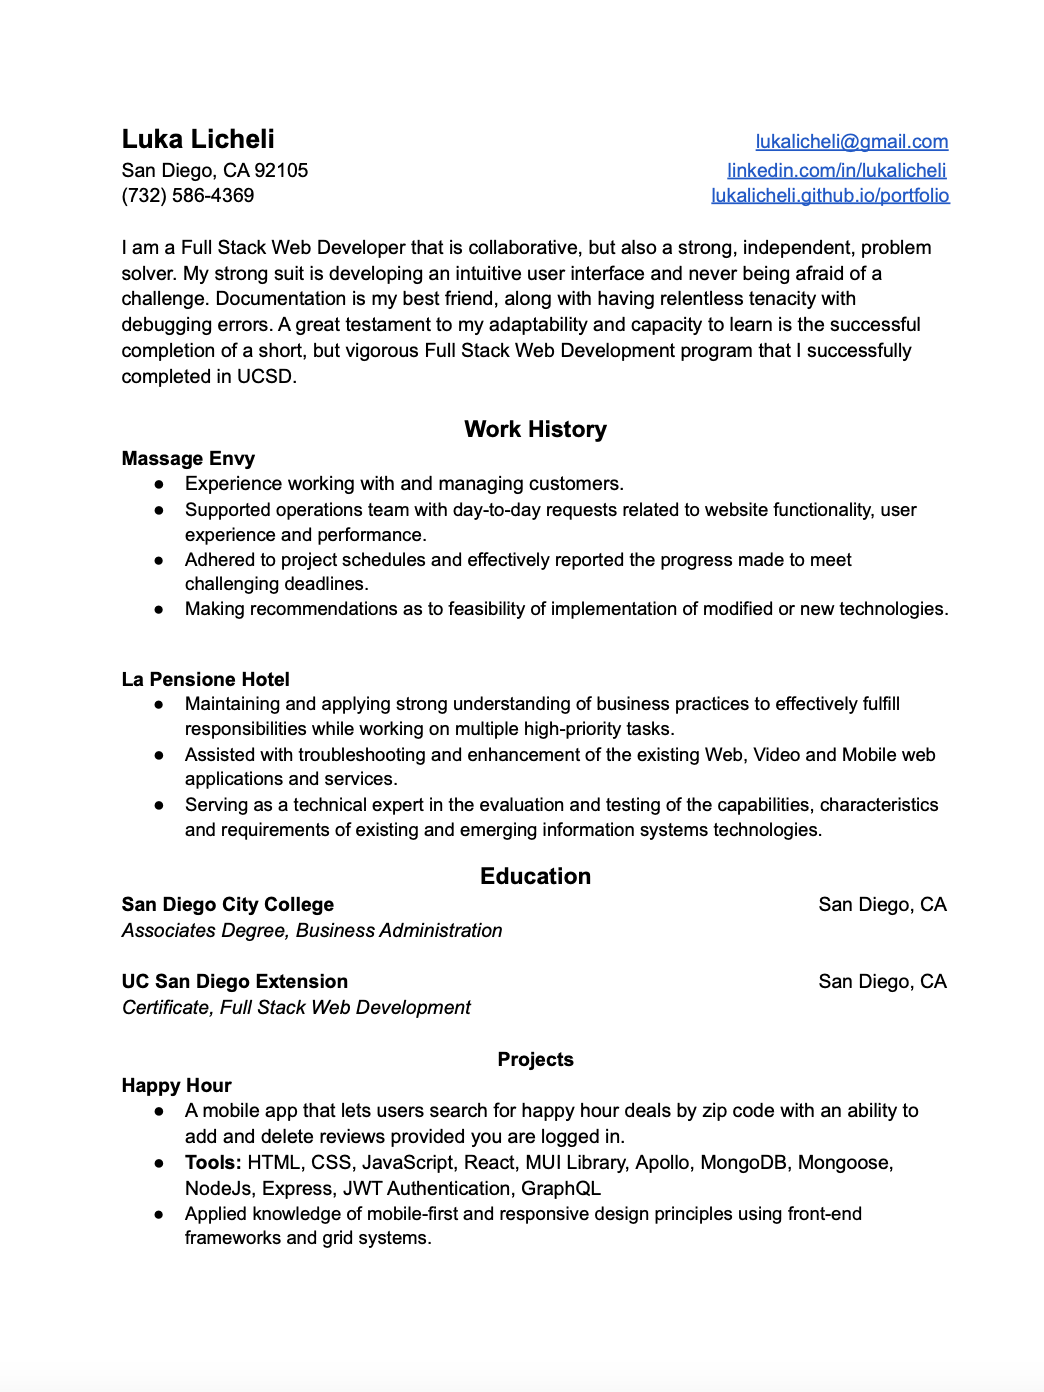 Luka Licheli lukalicheli@gmail.com
San Diego, CA 92105 linkedin.com/in/lukalicheli
(732) 586-4369 lukalicheli.github.io/portfolio
I am a Full Stack Web Developer that is collaborative, but also a strong, independent, problem
solver. My strong suit is developing an intuitive user interface and never being afraid of a
challenge. Documentation is my best friend, along with having relentless tenacity with
debugging errors. A great testament to my adaptability and capacity to learn is the successful
completion of a short, but vigorous Full Stack Web Development program that I successfully
completed in UCSD.
Work History
Massage Envy
● Experience working with and managing customers.
● Supported operations team with day-to-day requests related to website functionality, user
experience and performance.
● Adhered to project schedules and effectively reported the progress made to meet
challenging deadlines.
● Making recommendations as to feasibility of implementation of modified or new technologies.
La Pensione Hotel
● Maintaining and applying strong understanding of business practices to effectively fulfill
responsibilities while working on multiple high-priority tasks.
● Assisted with troubleshooting and enhancement of the existing Web, Video and Mobile web
applications and services.
● Serving as a technical expert in the evaluation and testing of the capabilities, characteristics
and requirements of existing and emerging information systems technologies.
Education
San Diego City College San Diego, CA
Associates Degree, Business Administration
UC San Diego Extension San Diego, CA
Certificate, Full Stack Web Development
Projects
Happy Hour
● A mobile app that lets users search for happy hour deals by zip code with an ability to
add and delete reviews provided you are logged in.
● Tools: HTML, CSS, JavaScript, React, MUI Library, Apollo, MongoDB, Mongoose,
NodeJs, Express, JWT Authentication, GraphQL
● Applied knowledge of mobile-first and responsive design principles using front-end
frameworks and grid systems.